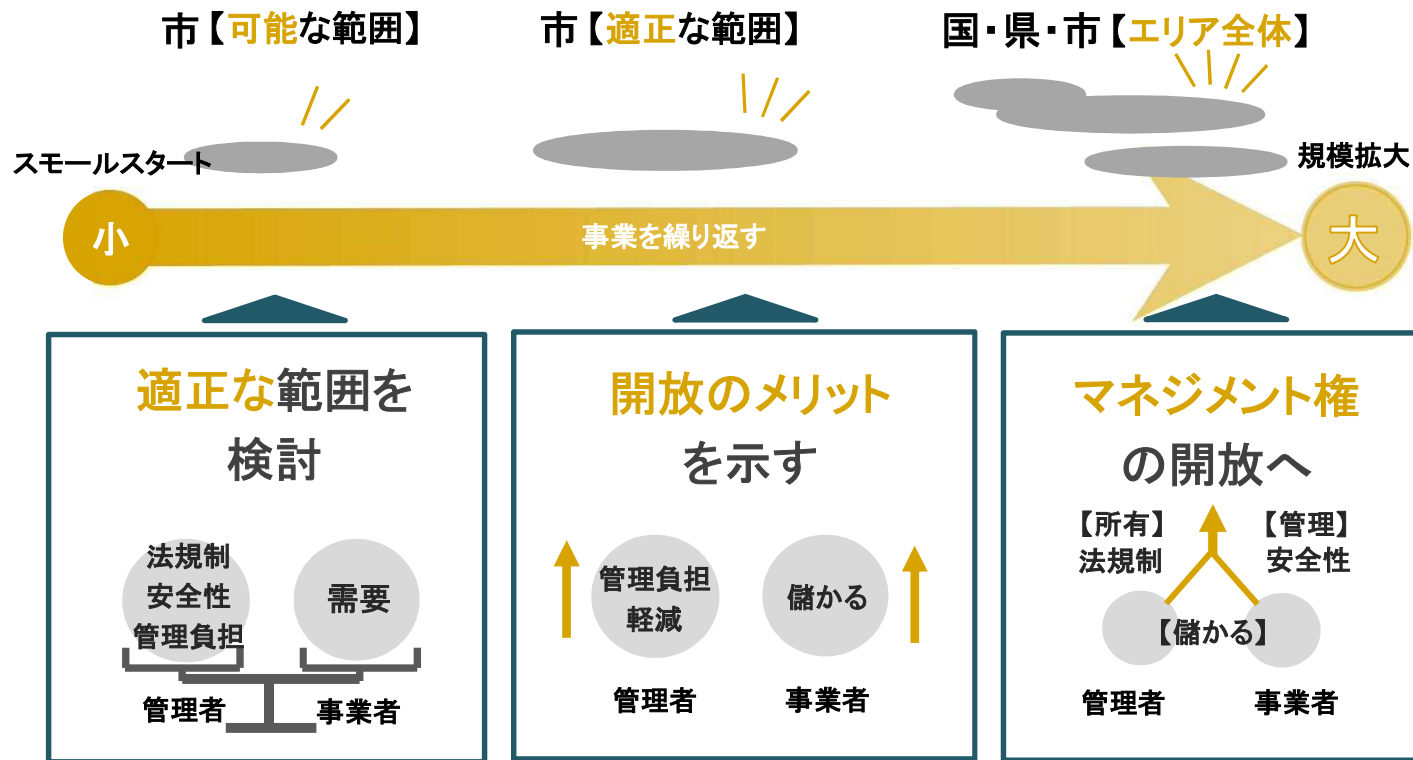 市【可能な範囲】
市【適正な範囲】
国・県・市【エリア全体】
スモールスタート
規模拡大
小
事業を繰り返す
大
適正な範囲を
検討
法規制
安全性
管理負担
需要
管理者
事業者
開放のメリット
を示す
管理負担
軽減
儲かる
管理者
事業者
マネジメント権
の開放へ
【所有】
法規制
【管理】
安全性
【儲かる】
管理者
事業者